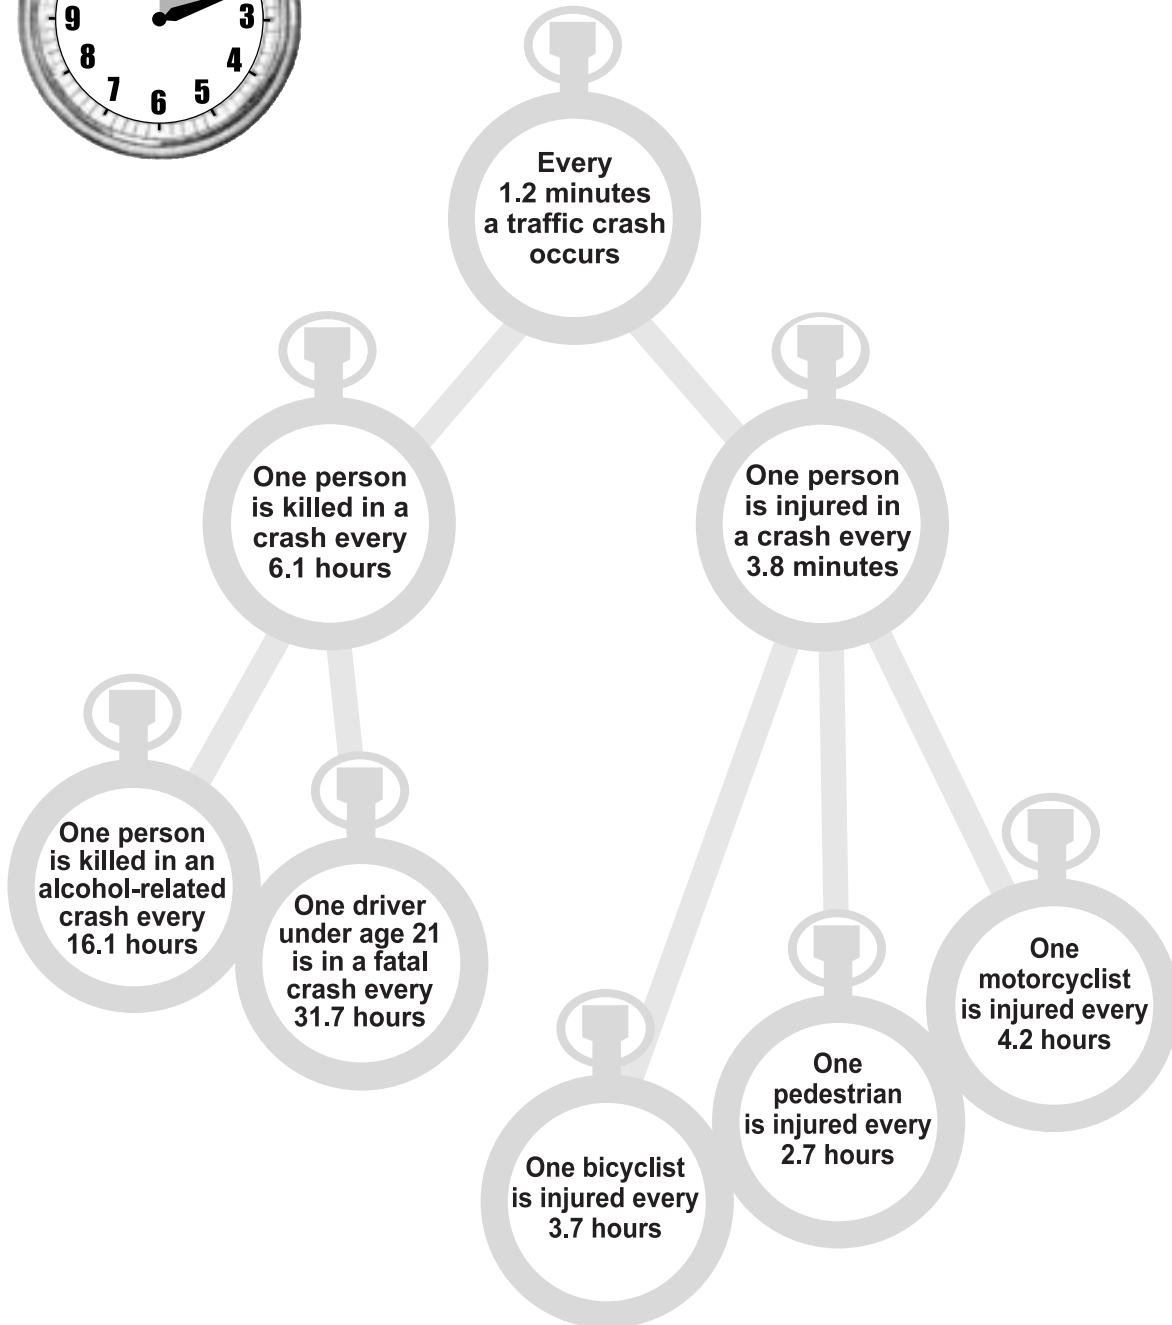 9
3
8
4
7
5
6
Every
1.2 minutes
a traffic crash
occurs
One person
is killed in a
crash every
6.1 hours
One person
is injured in
a crash every
3.8 minutes
One person
is killed in an
alcohol-related
crash every
16.1 hours
One driver
under age 21
is in a fatal
crash every
31.7 hours
One
motorcyclist
is injured every
4.2 hours
One
pedestrian
is injured every
2.7 hours
One bicyclist
is injured every
3.7 hours